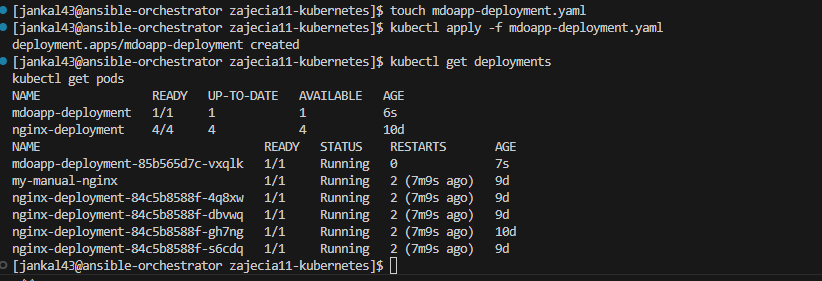 [jankal43@ansible-orchestrator zajecia11-kubernetes]$ touch mdoapp-deployment.yaml
[jankal43@ansible-orchestrator zajecia11-kubernetes]$ kubectl apply -f mdoapp-deployment.yaml
deployment.apps/mdoapp-deployment created
[jankal43@ansible-orchestrator zajecia11-kubernetes]$ kubectl get deployments
kubectl get pods
NAME READY UP-TO-DATE AVAILABLE AGE
mdoapp-deployment 1/1 1 1 6s
nginx-deployment 4/4 4 4 10d
NAME READY STATUS RESTARTS AGE
mdoapp-deployment-85b565d7c-vxqlk 1/1 Running 0 7s
my-manual-nginx 1/1 Running 2 (7m9s ago) 9d
nginx-deployment-84c5b8588f-4q8xw 1/1 Running 2 (7m9s ago) 9d
nginx-deployment-84c5b8588f-dbvwq 1/1 Running 2 (7m9s ago) 9d
nginx-deployment-84c5b8588f-gh7ng 1/1 Running 2 (7m9s ago) 10d
nginx-deployment-84c5b8588f-s6cdq 1/1 Running 2 (7m9s ago) 9d
[jankal43@ansible-orchestrator zajecia11-kubernetes]$